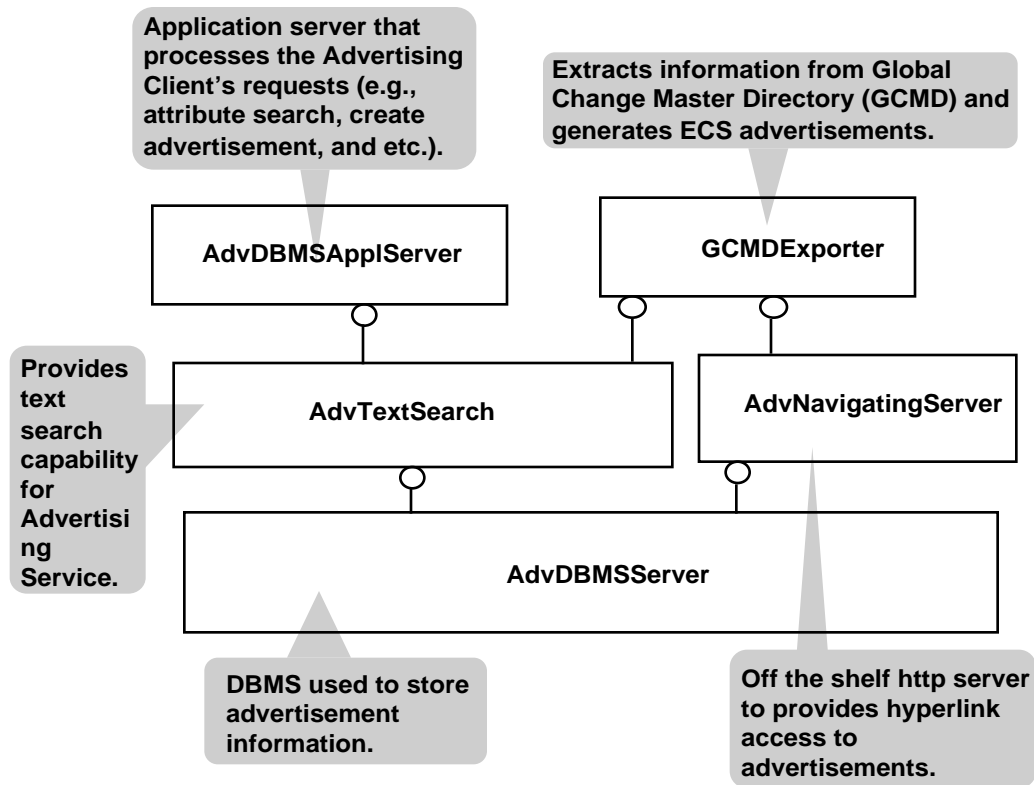 Application server that
processes the Advertising
Client's requests (e.g.,
attribute search, create
advertisement, and etc.).
Extracts information from Global
Change Master Directory (GCMD) and
generates ECS advertisements.
AdvDBMSApplServer
GCMDExporter
Provides
text
search
capability
for
Advertisi
ng
Service.
AdvTextSearch
AdvNavigatingServer
AdvDBMSServer
DBMS used to store
advertisement
information.
Off the shelf http server
to provides hyperlink
access to
advertisements.